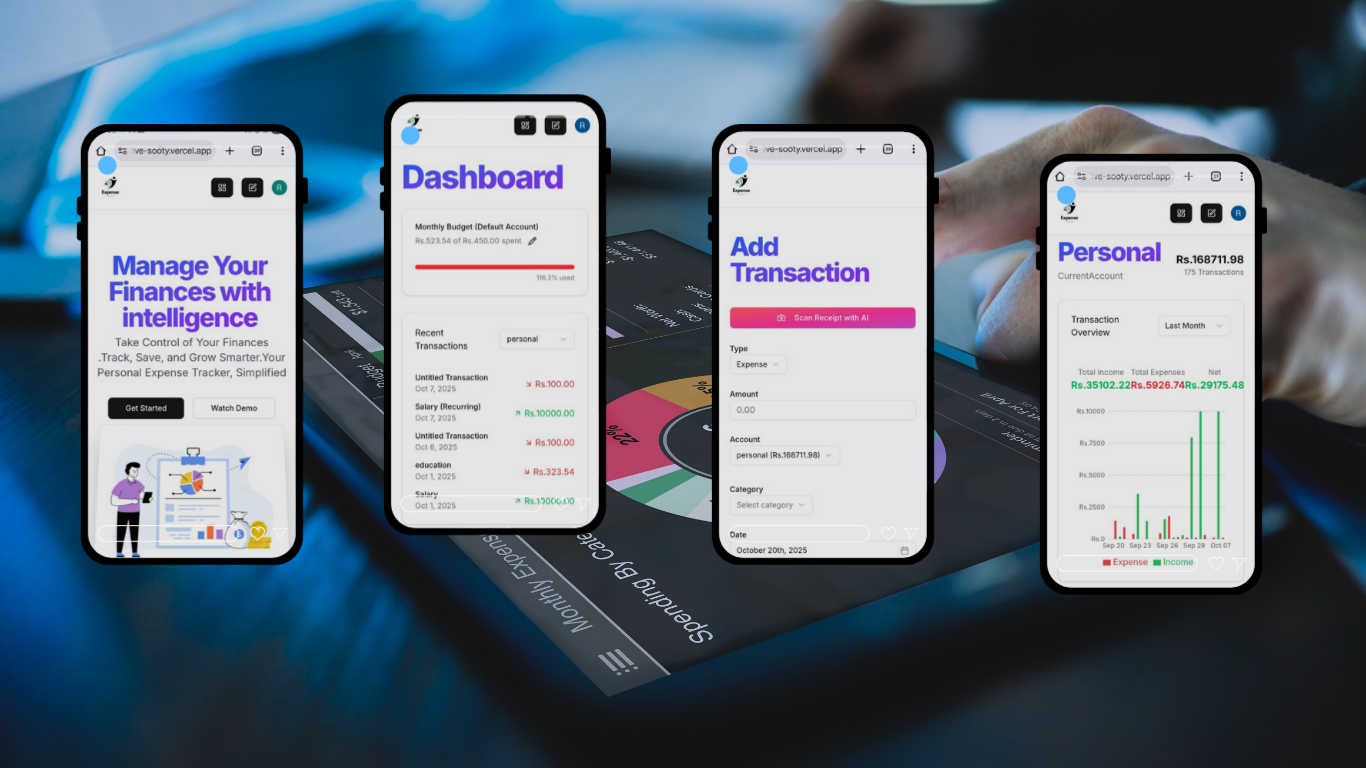 ve-sooty.vercel.app
Expense
R
Manage Your
Finances with
intelligence
Take Control of Your Finances
.Track, Save, and Grow Smarter.Your
Personal Expense Tracker, Simplified
Get Started
Watch Demo
R
Dashboard
Monthly Budget (Default Account)
Rs.523.54 of Rs.450.00 spent
116.3% used
Recent
Transactions
personal
Untitled Transaction
Oct 7, 2025
Rs.100.00
Salary (Recurring)
Oct 7, 2025
Rs.10000.00
Untitled Transaction
Oct 6, 2025
Rs.100.00
education
Oct 1, 2025
Rs.323.54
Salary
Oct 1, 2025
Rs.10000.00
ve-sooty.vercel.app
39
Expense
Add
Transaction
Scan Receipt with AI
Type
Expense
Amount
0.00
Account
personal (Rs.168711.98)
Category
Select category
Date
October 20th, 2025
ve-sooty.vercel.app
Expense
R
Personal
Rs.168711.98
CurrentAccount
175 Transactions
Transaction
Overview
Last Month
Total Income Total Expenses Net
Rs.35102.22 Rs.5926.74 Rs.29175.48
Rs.10000
Rs.7500
Rs.5000
Rs.2500
Rs.0
Sep 20 Sep 23 Sep 26 Sep 29 Oct 07
Expense Income
22%
Net Worth:
Cash:
Spending By Cate
Monthly Expens